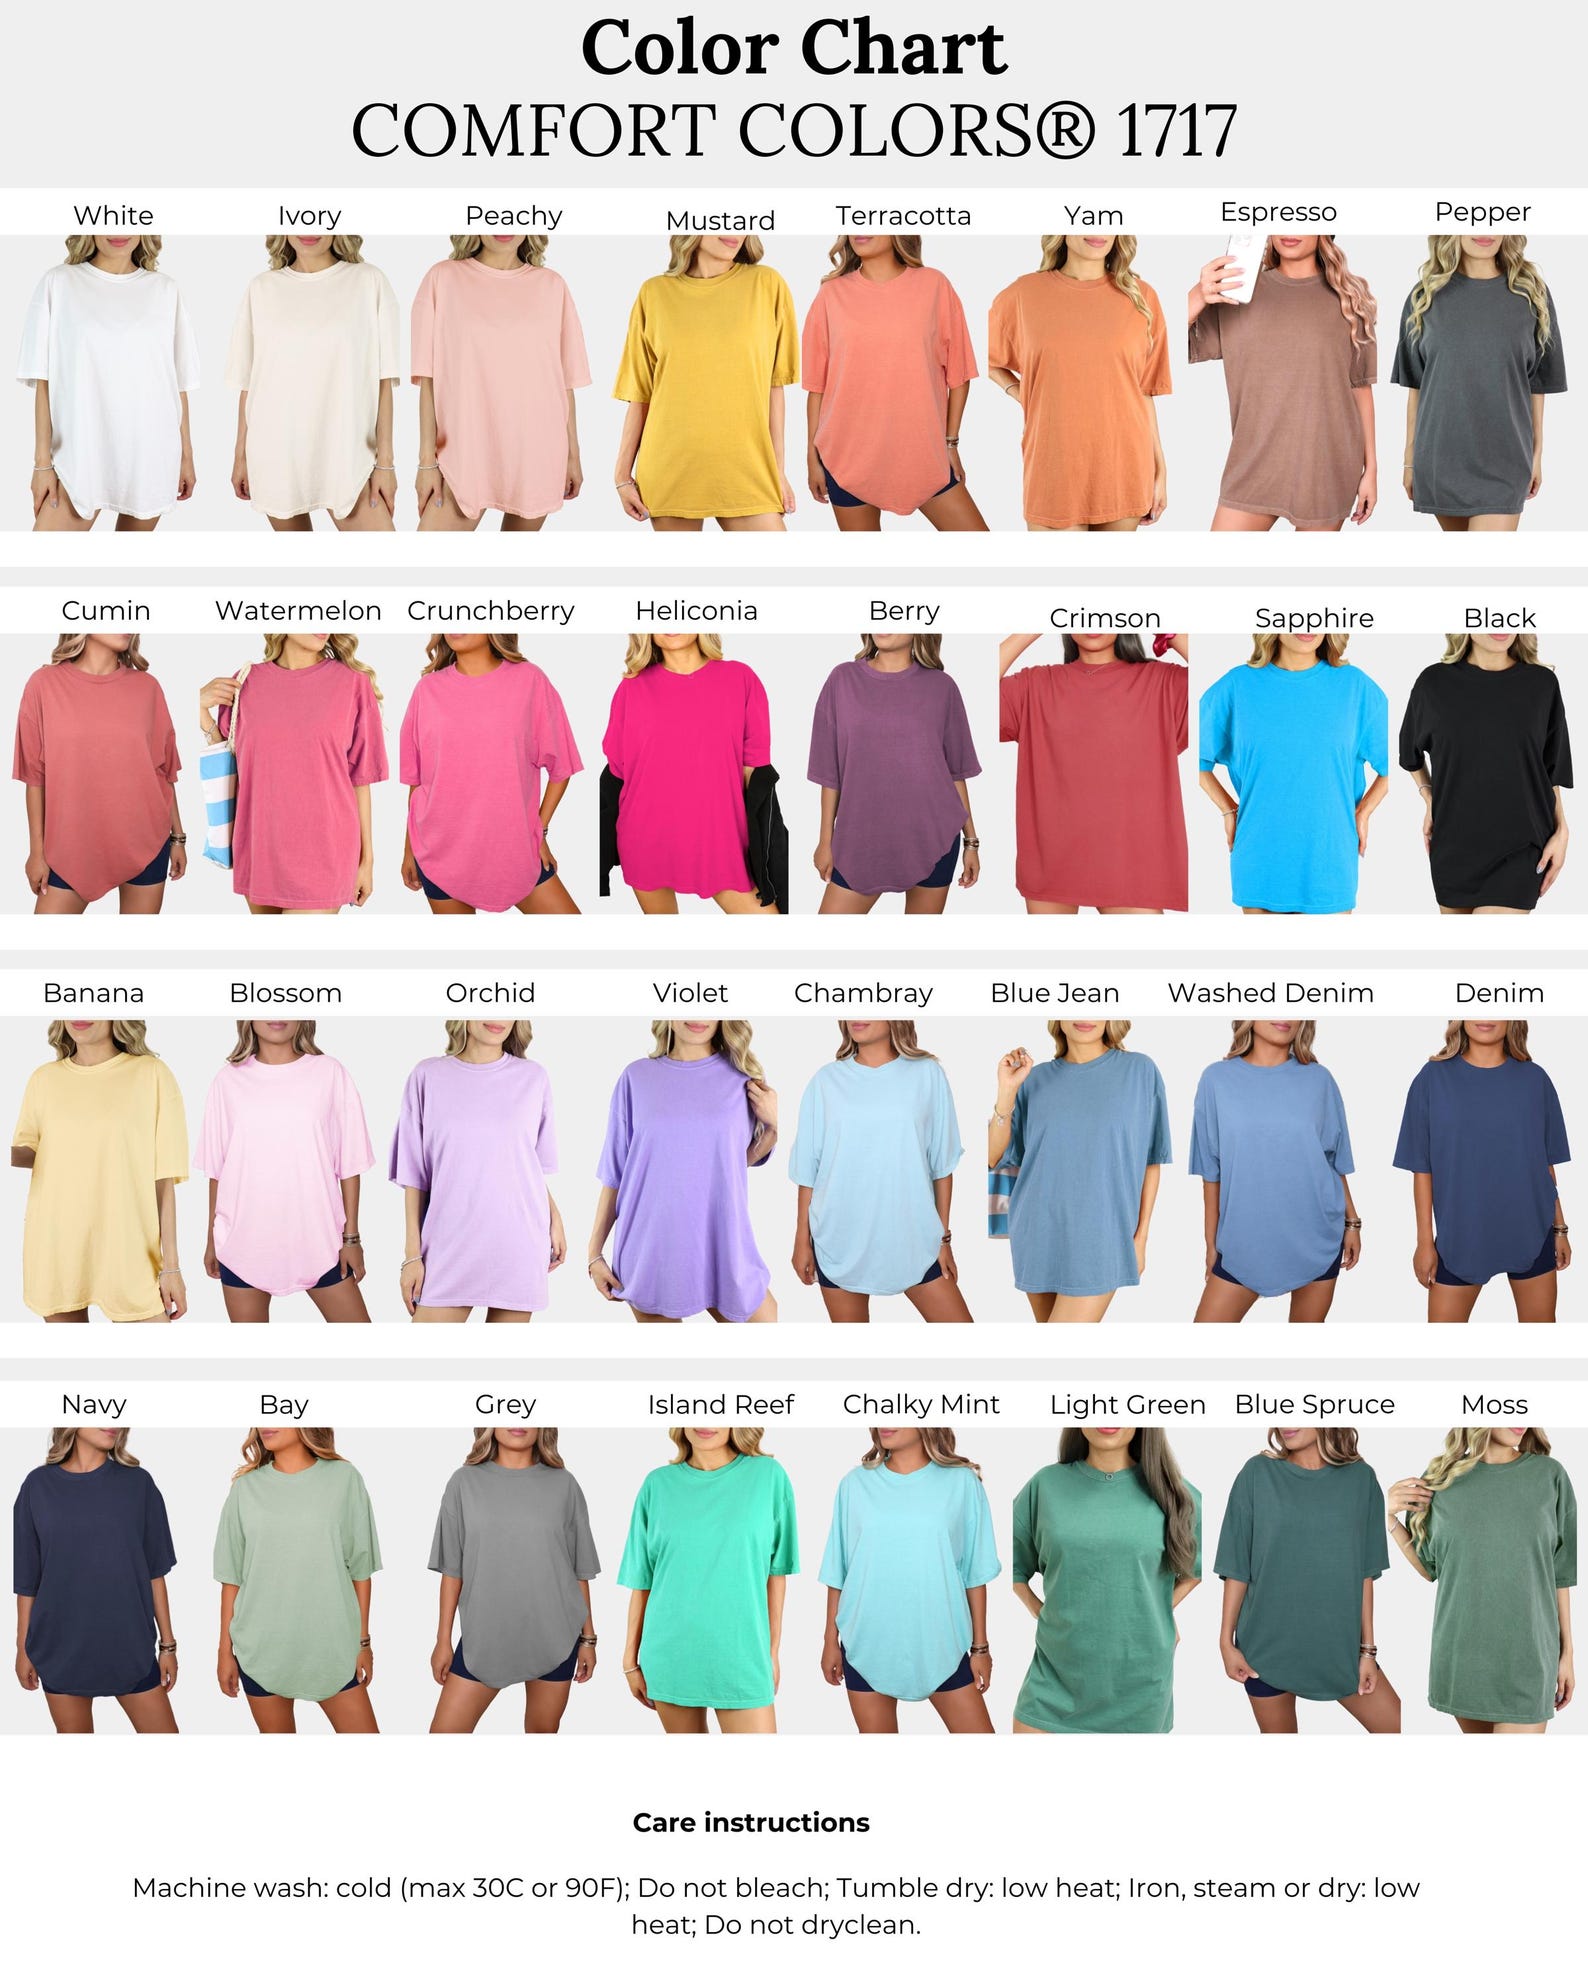 Color Chart
COMFORT COLORS® 1717
White Ivory Peachy Mustard Terracotta Yam Espresso Pepper
Cumin Watermelon Crunchberry Heliconia Berry Crimson Sapphire Black
Banana Blossom Orchid Violet Chambray Blue Jean Washed Denim Denim
Navy Bay Grey Island Reef Chalky Mint Light Green Blue Spruce Moss
Care instructions
Machine wash: cold (max 30C or 90F); Do not bleach; Tumble dry: low heat; Iron, steam or dry: low
heat; Do not dryclean.